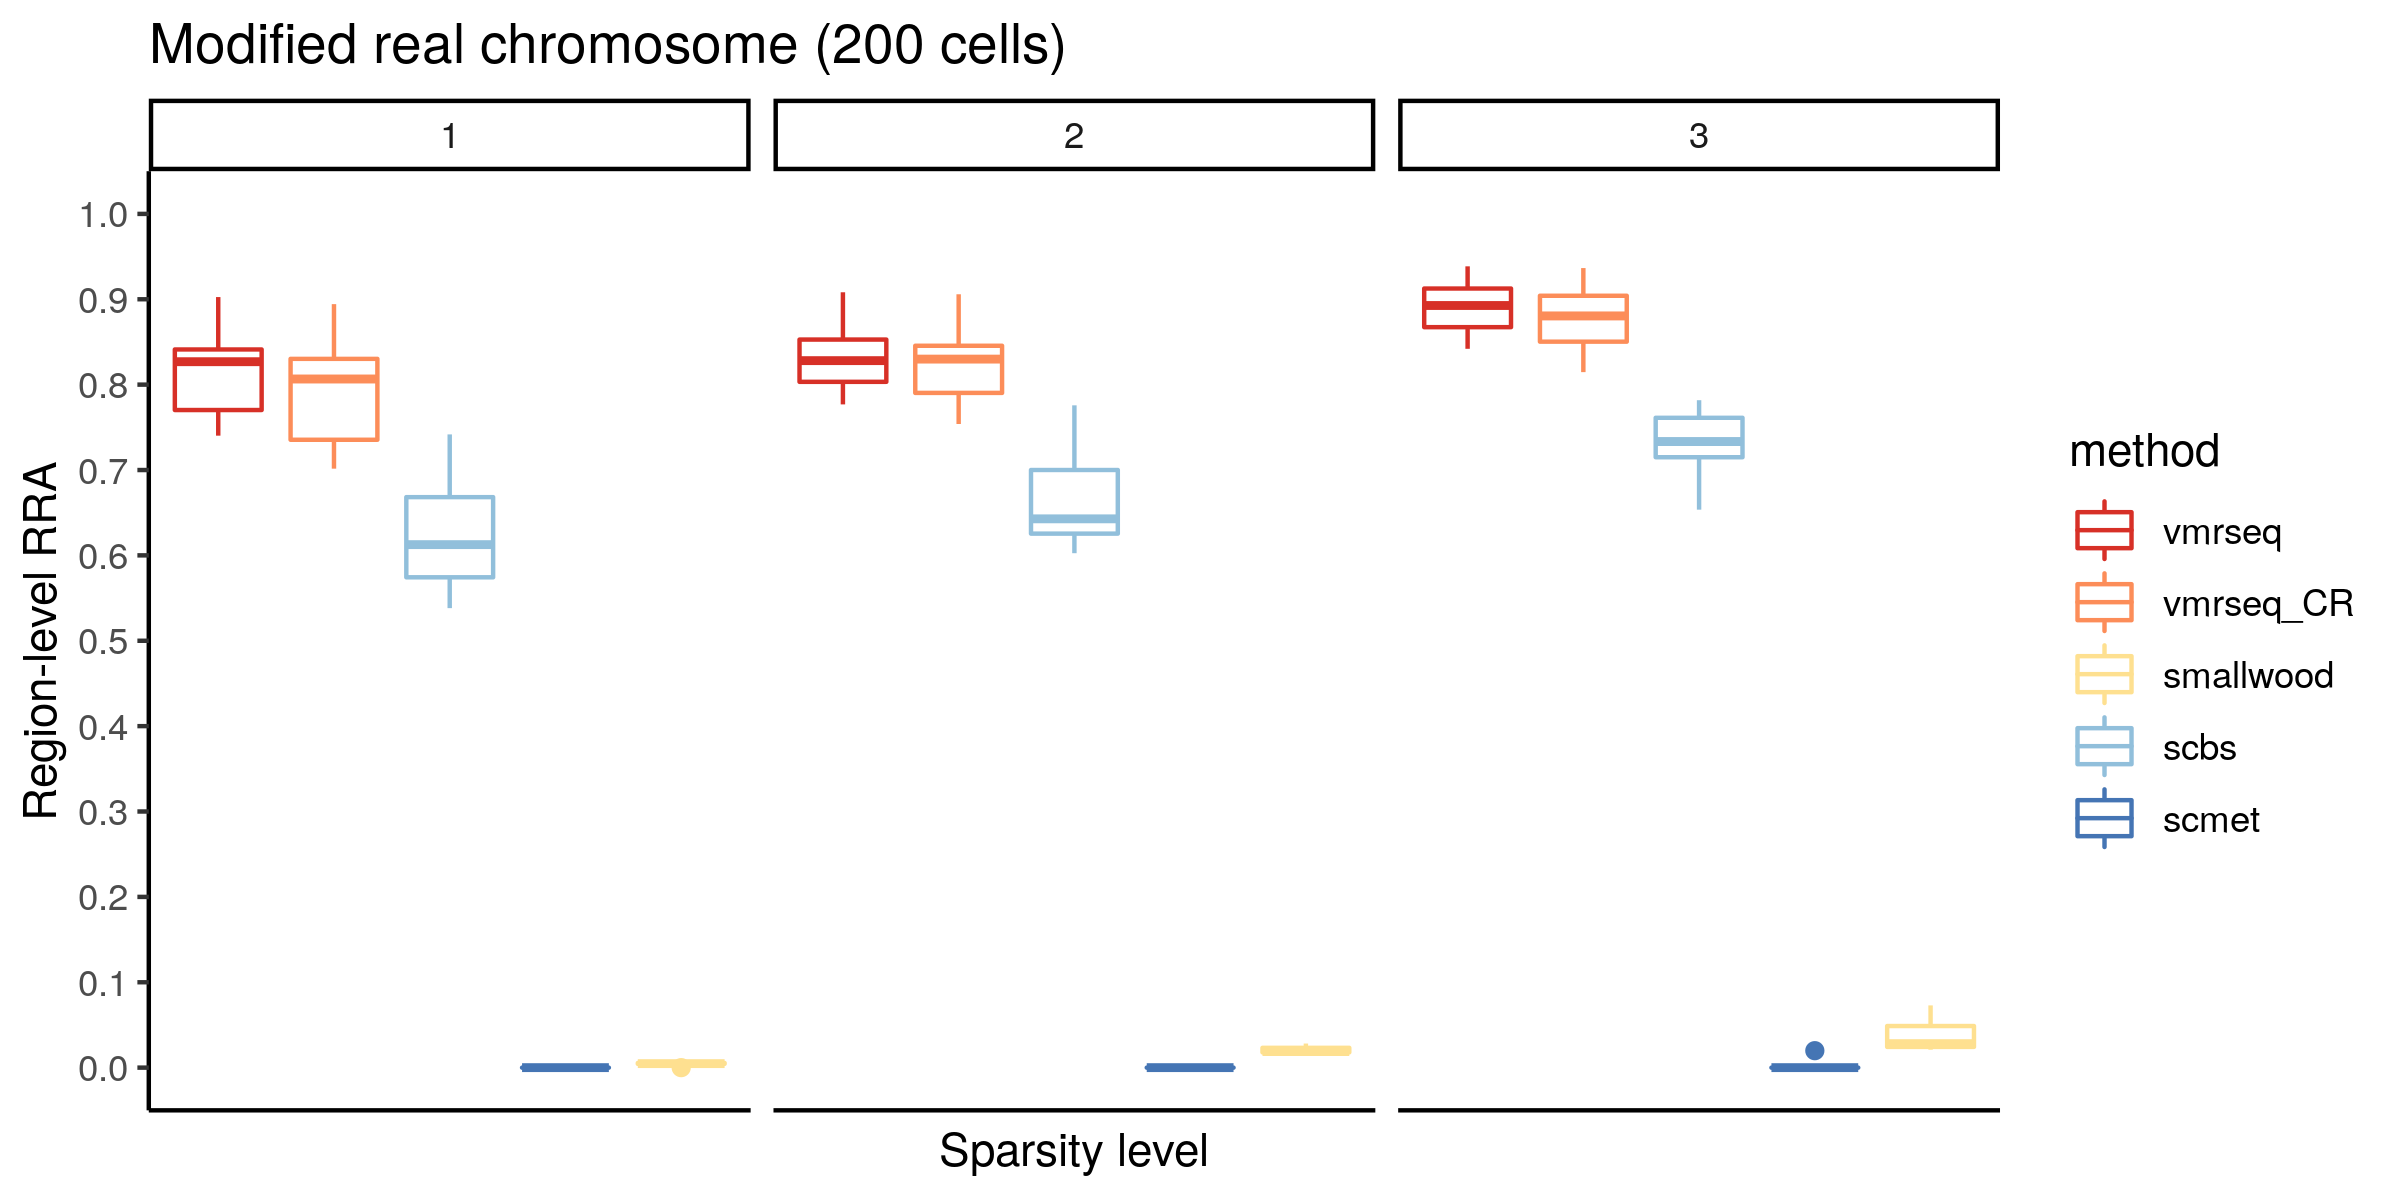 Modified real chromosome (200 cells)
1
2
3
1.0
0.9
0.8
0.7
0.6
0.5
0.4
0.3
0.2
0.1
0.0
Region-level RRA
Sparsity level
method
vmrseq
vmrseq_CR
smallwood
scbs
scmet